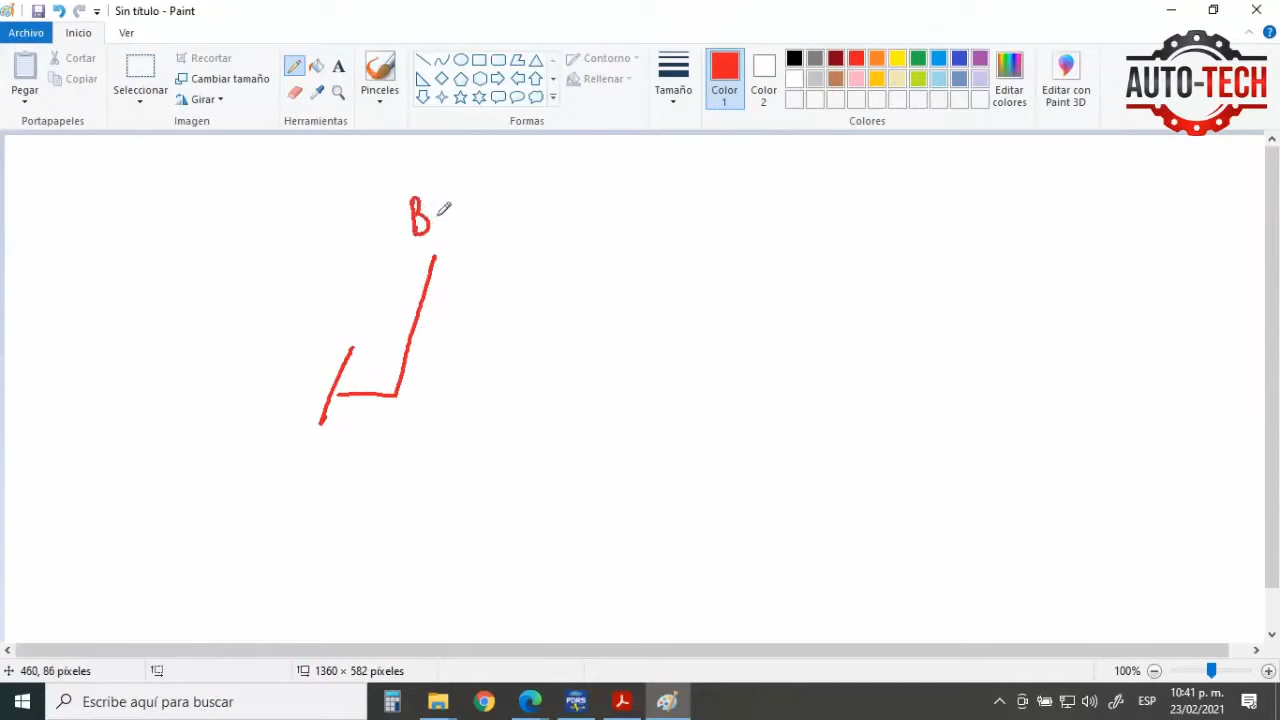 Sin título - Paint
Archivo Inicio Ver
Pegar
Cortar
Copiar
Portapapeles
Seleccionar
Recortar
Cambiar tamaño
Girar
Imagen
A
Herramientas
Pinceles
Contorno
Rellenar
Formas
Tamaño
Color 1
Color 2
Editar colores
Colores
Editar con Paint 3D
AUTO-TECH
B
460, 86 píxeles
1360 × 582 píxeles
100%
Escribe aquí para buscar
FDRS
ESP
10:41 p. m.
23/02/2021